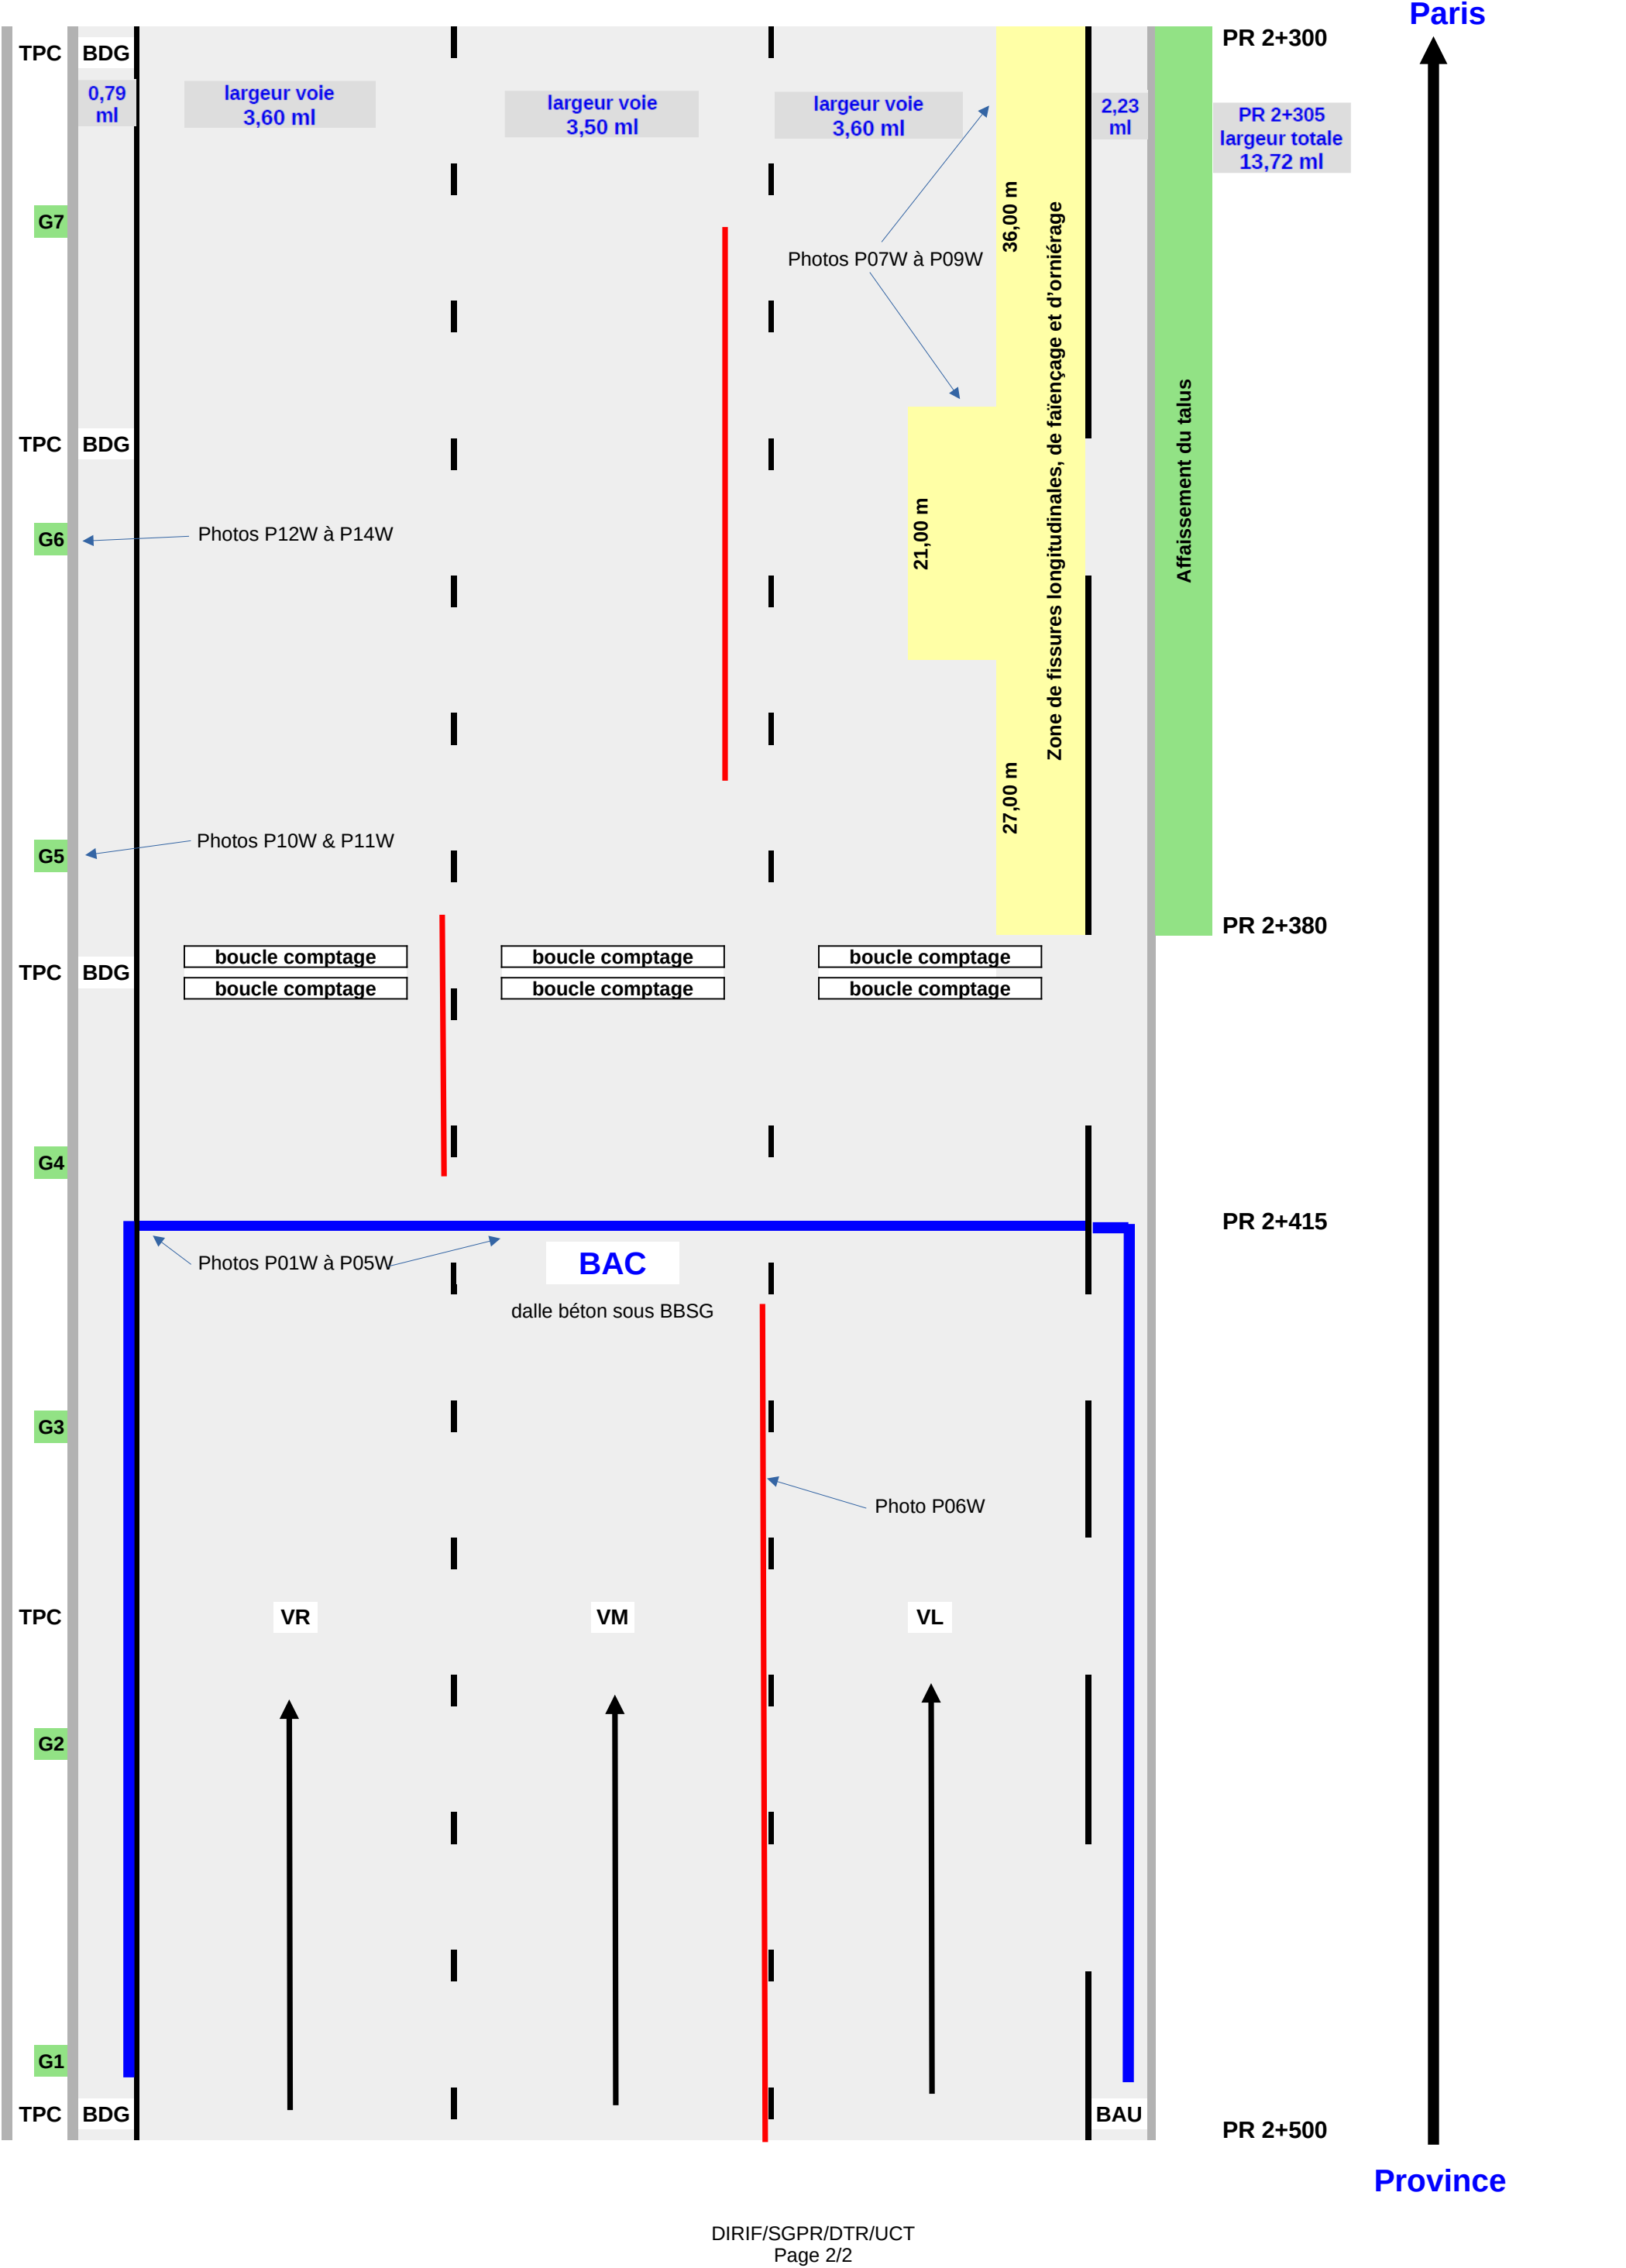 Paris
PR 2+300
TPC
BDG
0,79
ml
largeur voie
3,60 ml
largeur voie
3,50 ml
largeur voie
3,60 ml
2,23
ml
PR 2+305
largeur totale
13,72 ml
G7
36,00 m
Zone de fissures longitudinales, de faïençage et d’orniérage
Photos P07W à P09W
Affaissement du talus
TPC
BDG
G6
Photos P12W à P14W
21,00 m
27,00 m
G5
Photos P10W & P11W
PR 2+380
TPC
BDG
boucle comptage
boucle comptage
boucle comptage
boucle comptage
boucle comptage
boucle comptage
G4
PR 2+415
Photos P01W à P05W
BAC
dalle béton sous BBSG
G3
Photo P06W
TPC
VR
VM
VL
G2
G1
TPC
BDG
BAU
PR 2+500
Province
DIRIF/SGPR/DTR/UCT
Page 2/2